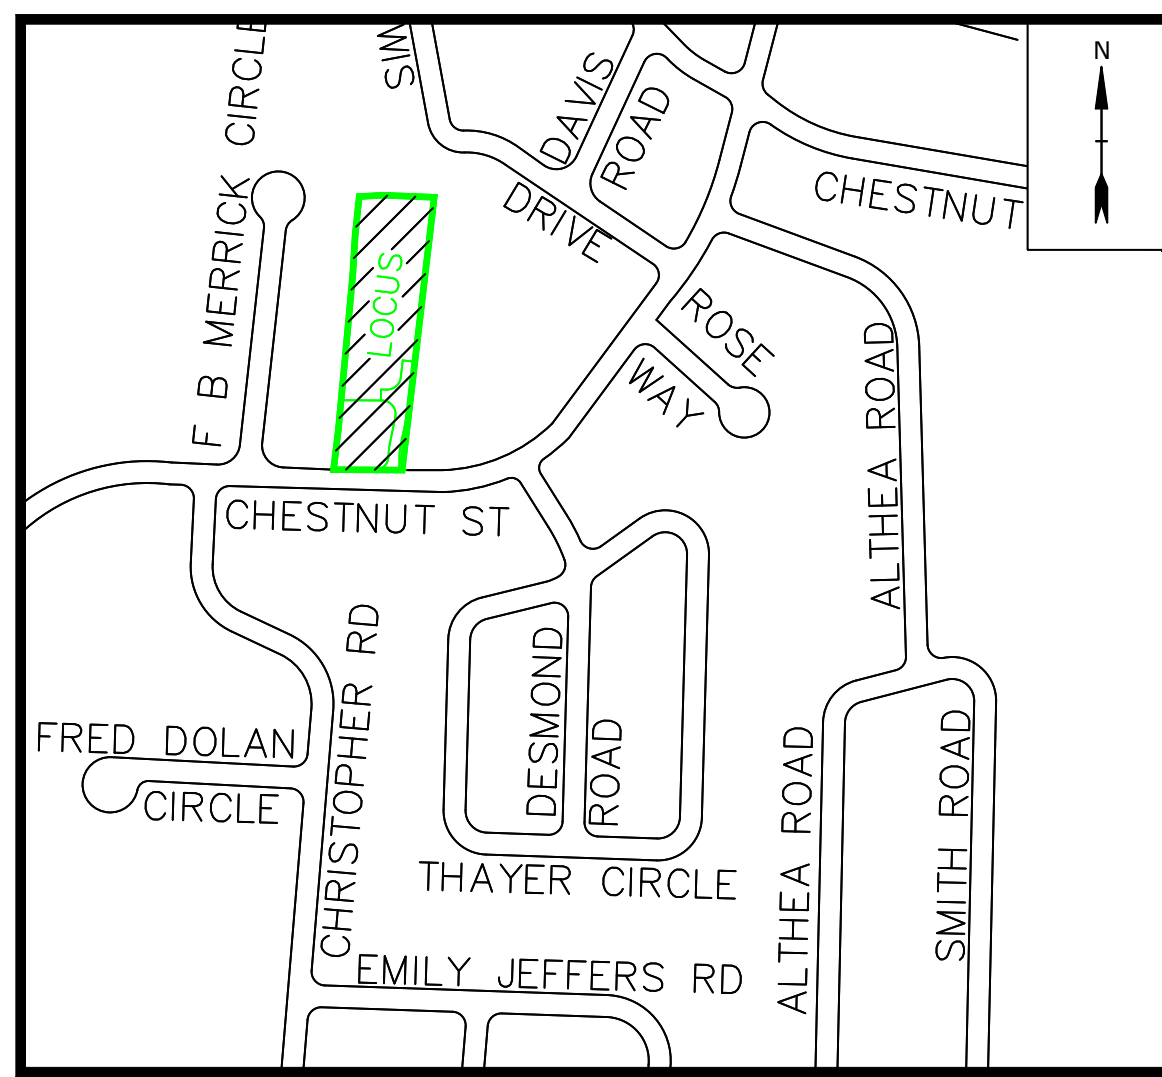 CIRCLE
SIM
N
DAVIS
ROAD
CHESTNUT
DRIVE
F B MERRICK
LOCUS
ROSE
WAY
ALTHEA ROAD
CHESTNUT ST
CHRISTOPHER RD
DESMOND
ROAD
FRED DOLAN
CIRCLE
ALTHEA ROAD
SMITH ROAD
THAYER CIRCLE
EMILY JEFFERS RD